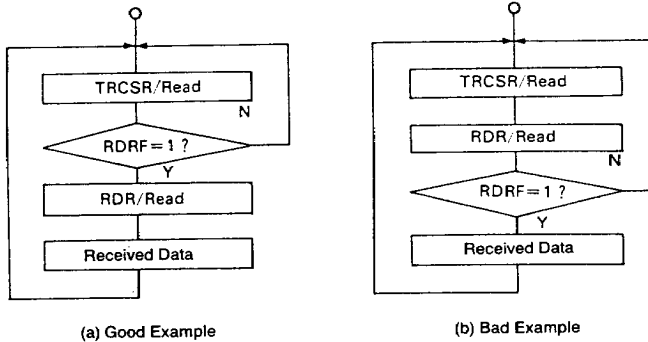 TRCSR/Read
N
RDRF=1 ?
Y
RDR/Read
Received Data
(a) Good Example
TRCSR/Read
RDR/Read
N
RDRF=1 ?
Y
Received Data
(b) Bad Example